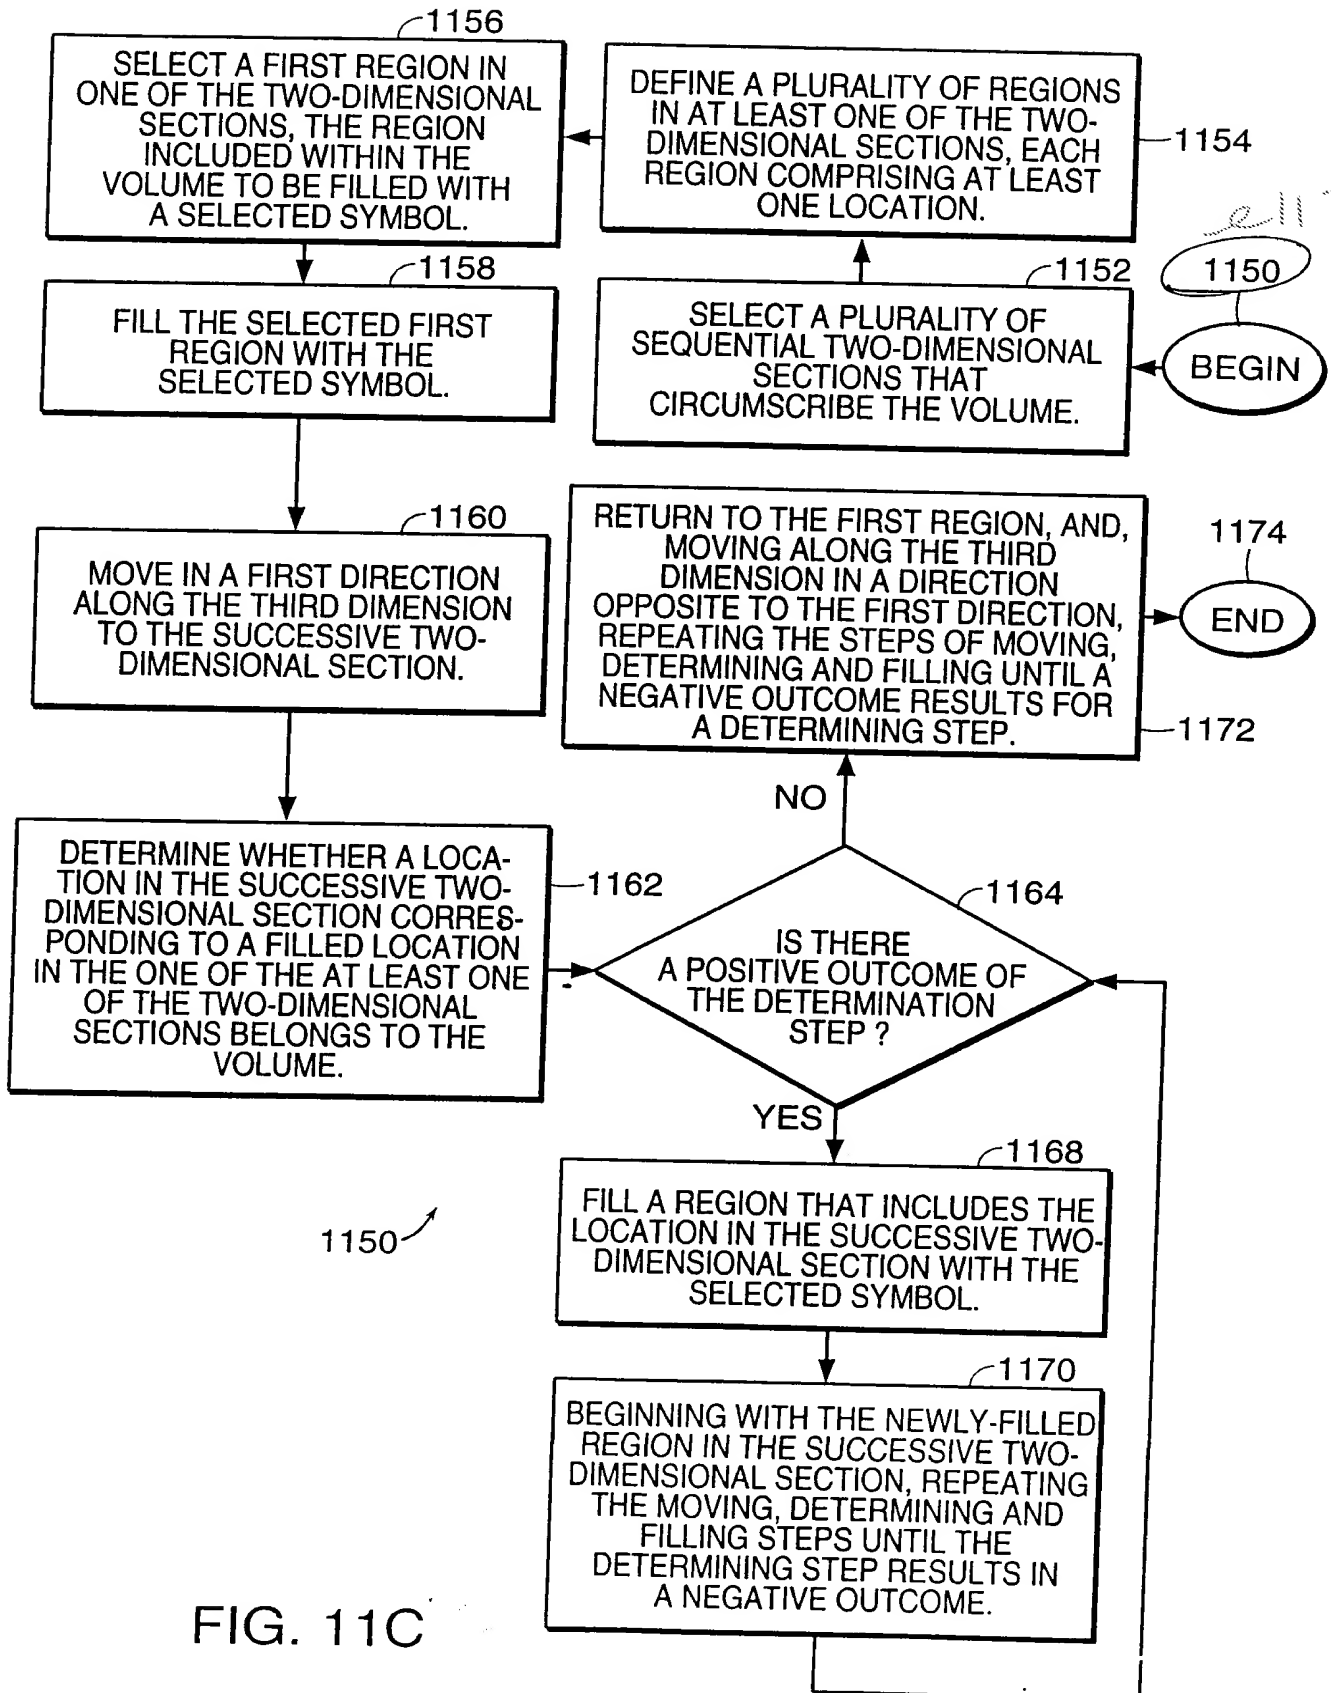 1156
SELECT A FIRST REGION IN
ONE OF THE TWO-DIMENSIONAL
SECTIONS, THE REGION
INCLUDED WITHIN THE
VOLUME TO BE FILLED WITH
A SELECTED SYMBOL.
DEFINE A PLURALITY OF REGIONS
IN AT LEAST ONE OF THE TWO-
DIMENSIONAL SECTIONS, EACH
REGION COMPRISING AT LEAST
ONE LOCATION.
1154
1158
FILL THE SELECTED FIRST
REGION WITH THE
SELECTED SYMBOL.
1152
SELECT A PLURALITY OF
SEQUENTIAL TWO-DIMENSIONAL
SECTIONS THAT
CIRCUMSCRIBE THE VOLUME.
1150
BEGIN
1160
MOVE IN A FIRST DIRECTION
ALONG THE THIRD DIMENSION
TO THE SUCCESSIVE TWO-
DIMENSIONAL SECTION.
RETURN TO THE FIRST REGION, AND,
MOVING ALONG THE THIRD
DIMENSION IN A DIRECTION
OPPOSITE TO THE FIRST DIRECTION,
REPEATING THE STEPS OF MOVING,
DETERMINING AND FILLING UNTIL A
NEGATIVE OUTCOME RESULTS FOR
A DETERMINING STEP.
1172
1174
END
NO
DETERMINE WHETHER A LOCA-
TION IN THE SUCCESSIVE TWO-
DIMENSIONAL SECTION CORRES-
PONDING TO A FILLED LOCATION
IN THE ONE OF THE AT LEAST ONE
OF THE TWO-DIMENSIONAL
SECTIONS BELONGS TO THE
VOLUME.
1162
1164
IS THERE
A POSITIVE OUTCOME OF
THE DETERMINATION
STEP ?
YES
1168
FILL A REGION THAT INCLUDES THE
LOCATION IN THE SUCCESSIVE TWO-
DIMENSIONAL SECTION WITH THE
SELECTED SYMBOL.
1150
1170
BEGINNING WITH THE NEWLY-FILLED
REGION IN THE SUCCESSIVE TWO-
DIMENSIONAL SECTION, REPEATING
THE MOVING, DETERMINING AND
FILLING STEPS UNTIL THE
DETERMINING STEP RESULTS IN
A NEGATIVE OUTCOME.
FIG. 11C